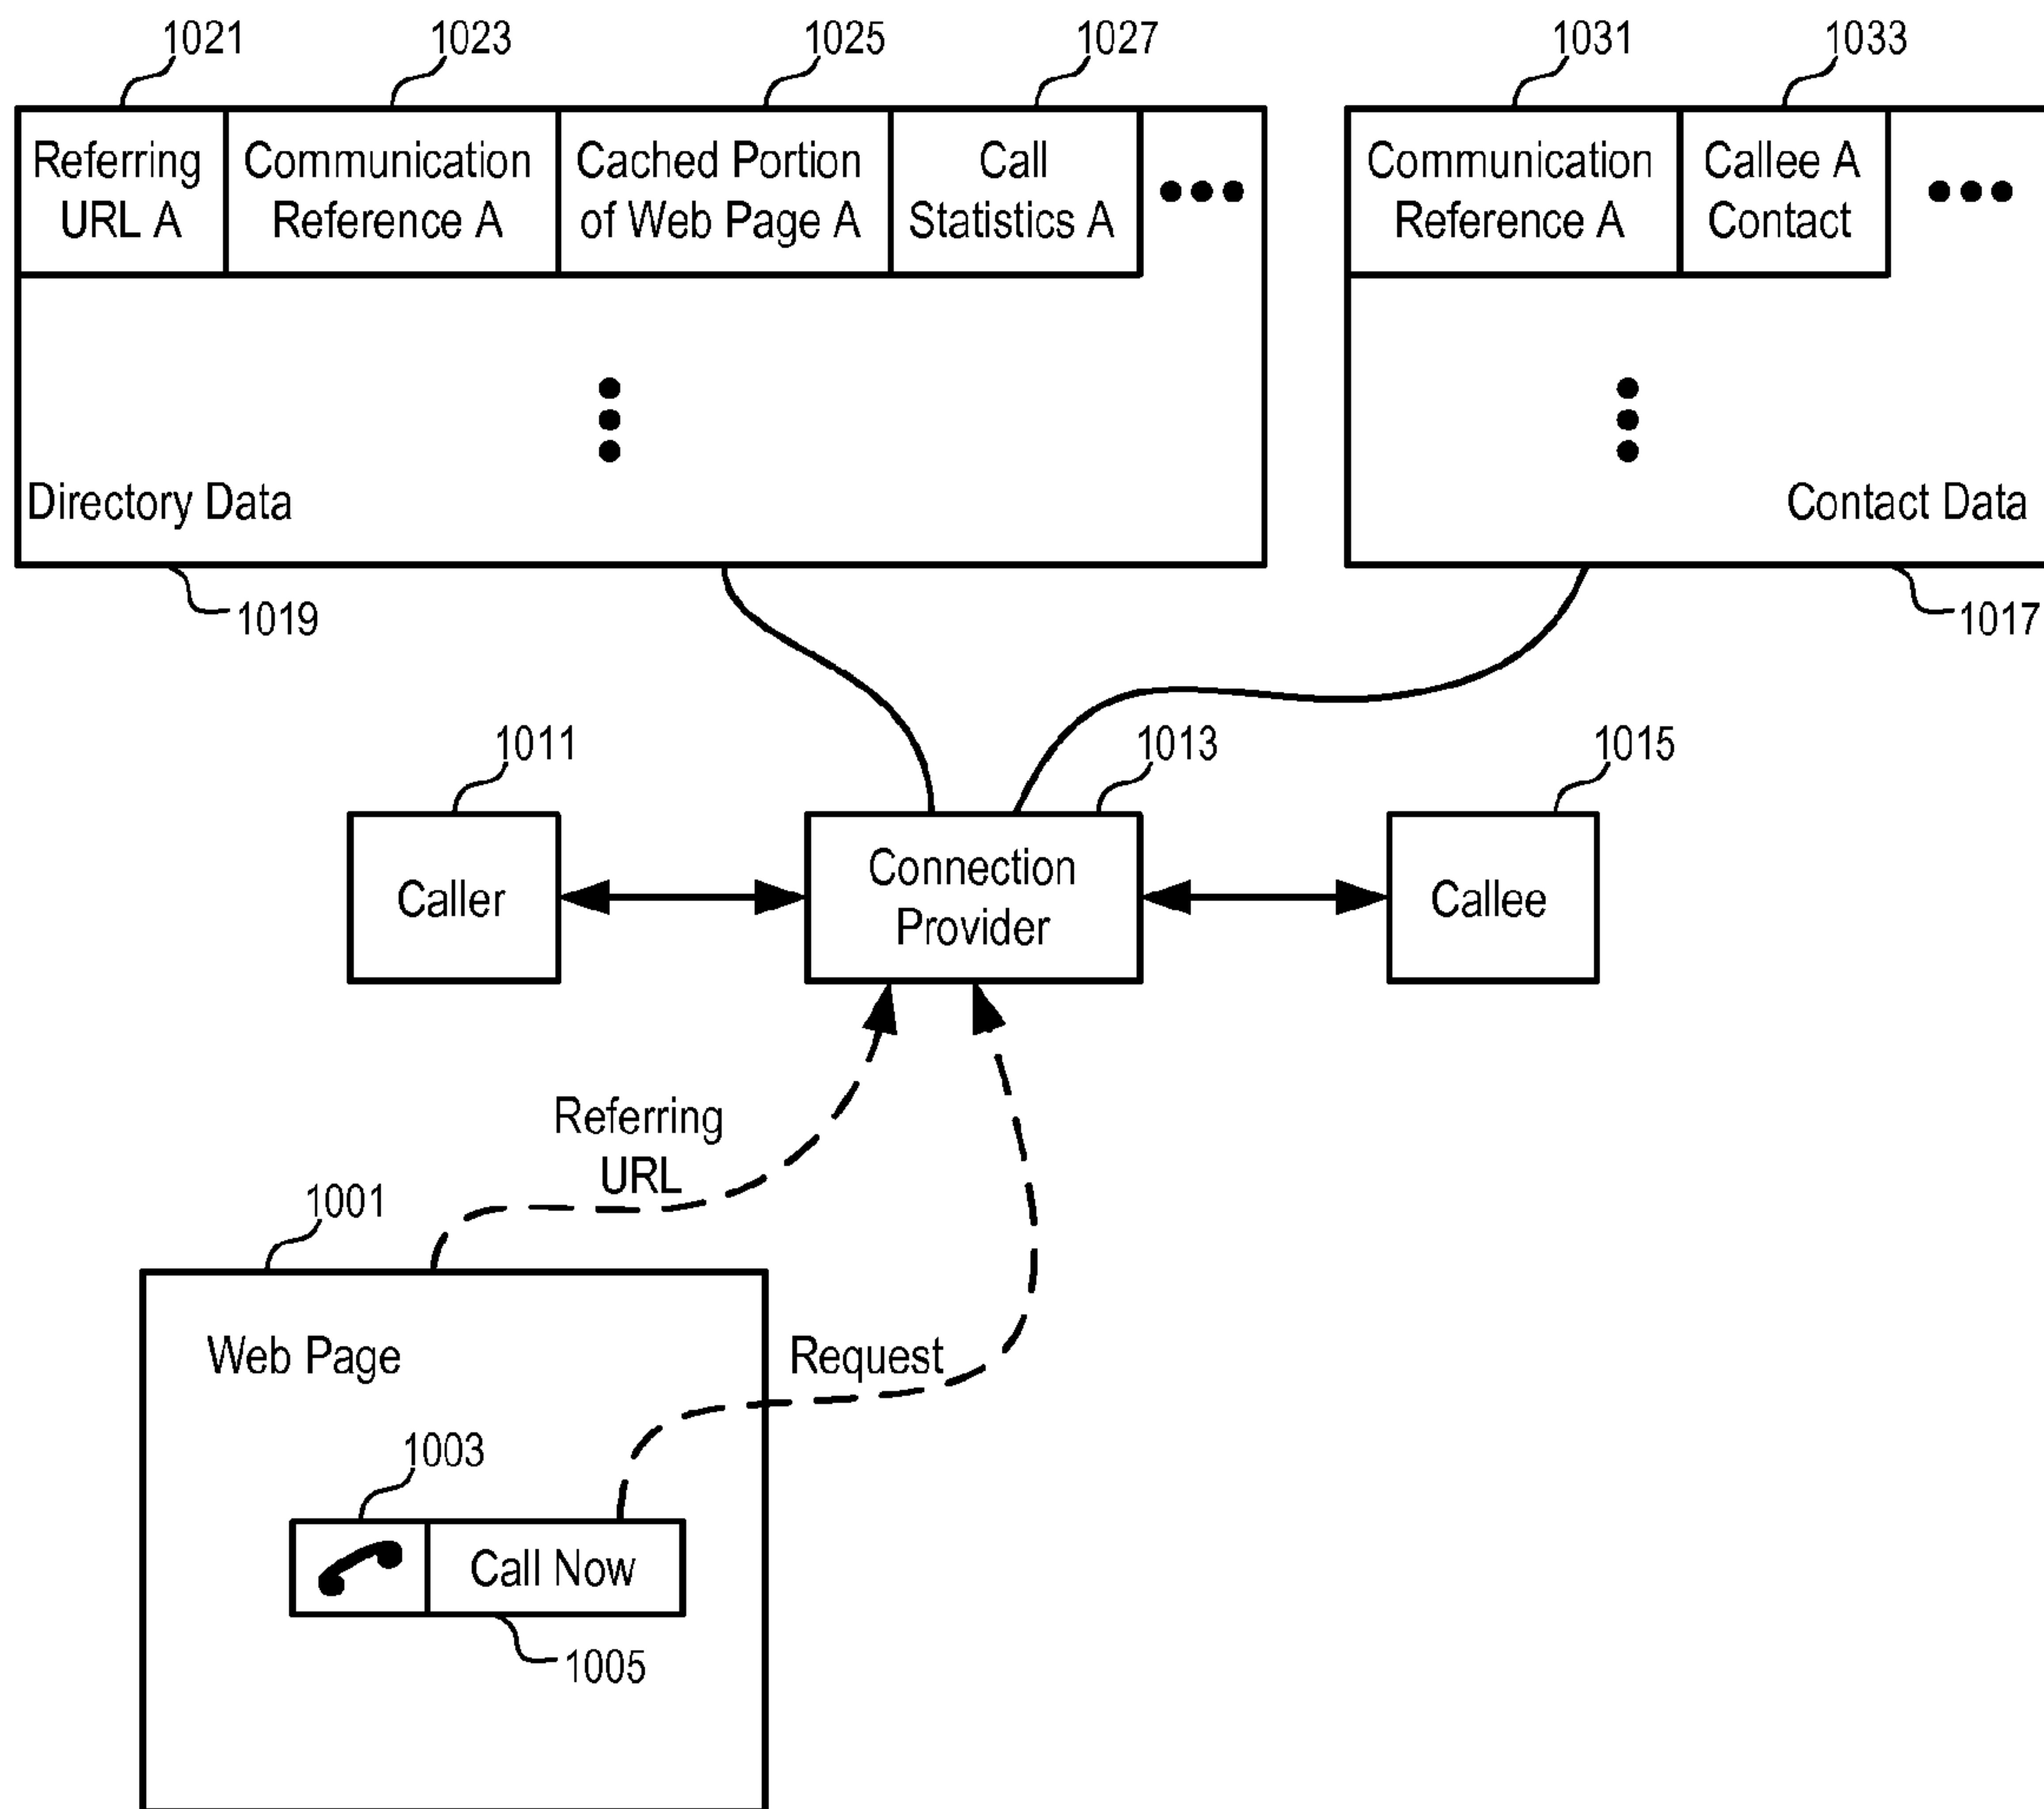 1021
1023
1025
1027
1031
1033
Referring
URL A
Communication
Reference A
Cached Portion
of Web Page A
Call
Statistics A
Communication
Reference A
Callee A
Contact
Directory Data
Contact Data
1019
1017
1011
1013
1015
Caller
Connection
Provider
Callee
Referring
URL
1001
Web Page
Request
1003
Call Now
1005